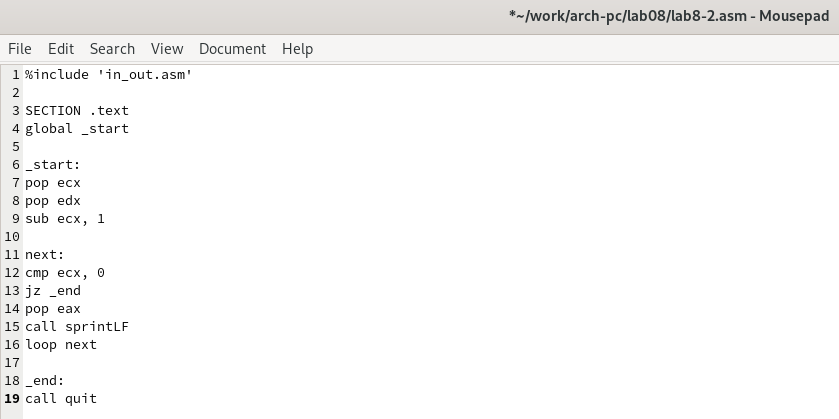 *~/work/arch-pc/lab08/lab8-2.asm - Mousepad
File Edit Search View Document Help
1 %include 'in_out.asm'
2
3 SECTION .text
4 global _start
5
6 _start:
7 pop ecx
8 pop edx
9 sub ecx, 1
10
11 next:
12 cmp ecx, 0
13 jz _end
14 pop eax
15 call sprintLF
16 loop next
17
18 _end:
19 call quit